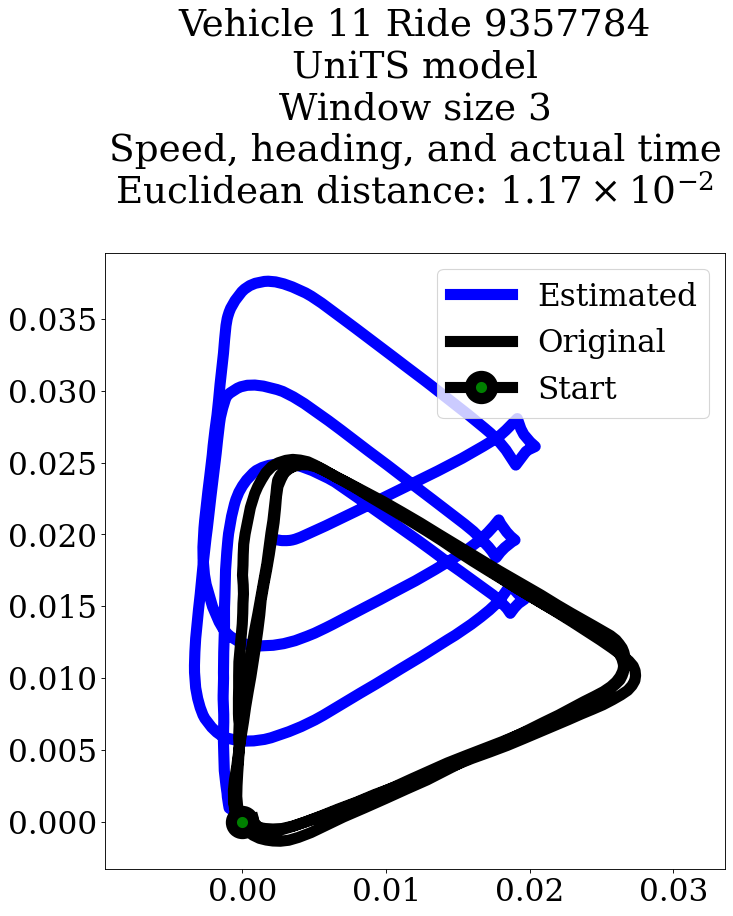 Vehicle 11 Ride 9357784
UniTS model
Window size 3
Speed, heading, and actual time
Euclidean distance: 1.17 × 10⁻²
Estimated
Original
Start
0.035
0.030
0.025
0.020
0.015
0.010
0.005
0.000
0.00 0.01 0.02 0.03